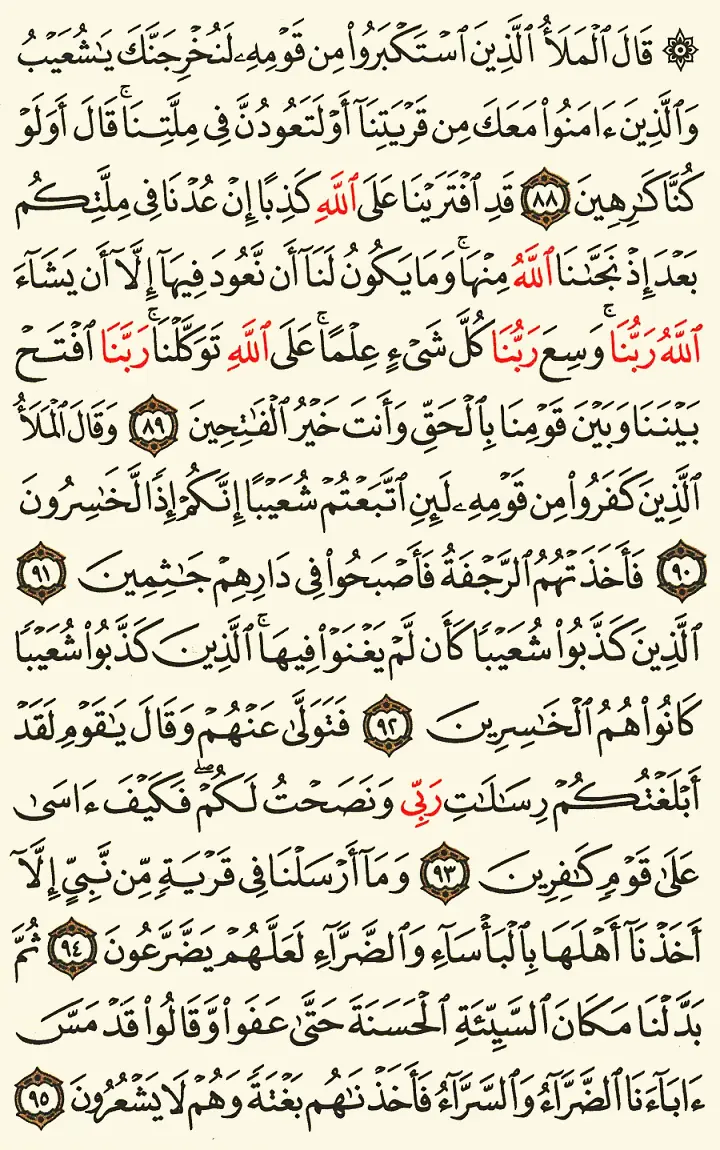 ۞ قَالَ ٱلْمَلَأُ ٱلَّذِينَ ٱسْتَكْبَرُوا۟ مِن قَوْمِهِۦ لَنُخْرِجَنَّكَ يَـٰشُعَيْبُ
وَٱلَّذِينَ ءَامَنُوا۟ مَعَكَ مِن قَرْيَتِنَآ أَوْ لَتَعُودُنَّ فِى مِلَّتِنَا ۚ قَالَ أَوَلَوْ
كُنَّا كَـٰرِهِينَ ٨٨ قَدِ ٱفْتَرَيْنَا عَلَى ٱللَّهِ كَذِبًا إِنْ عُدْنَا فِى مِلَّتِكُم
بَعْدَ إِذْ نَجَّىٰنَا ٱللَّهُ مِنْهَا ۚ وَمَا يَكُونُ لَنَآ أَن نَّعُودَ فِيهَآ إِلَّآ أَن يَشَآءَ
ٱللَّهُ رَبُّنَا ۚ وَسِعَ رَبُّنَا كُلَّ شَىْءٍ عِلْمًا ۚ عَلَى ٱللَّهِ تَوَكَّلْنَا ۚ رَبَّنَا ٱفْتَحْ
بَيْنَنَا وَبَيْنَ قَوْمِنَا بِٱلْحَقِّ وَأَنتَ خَيْرُ ٱلْفَـٰتِحِينَ ٨٩ وَقَالَ ٱلْمَلَأُ
ٱلَّذِينَ كَفَرُوا۟ مِن قَوْمِهِۦ لَئِنِ ٱتَّبَعْتُمْ شُعَيْبًا إِنَّكُمْ إِذًا لَّخَـٰسِرُونَ
٩٠ فَأَخَذَتْهُمُ ٱلرَّجْفَةُ فَأَصْبَحُوا۟ فِى دَارِهِمْ جَـٰثِمِينَ ٩١
ٱلَّذِينَ كَذَّبُوا۟ شُعَيْبًا كَأَن لَّمْ يَغْنَوْا۟ فِيهَا ۚ ٱلَّذِينَ كَذَّبُوا۟ شُعَيْبًا
كَانُوا۟ هُمُ ٱلْخَـٰسِرِينَ ٩٢ فَتَوَلَّىٰ عَنْهُمْ وَقَالَ يَـٰقَوْمِ لَقَدْ
أَبْلَغْتُكُمْ رِسَـٰلَـٰتِ رَبِّى وَنَصَحْتُ لَكُمْ ۖ فَكَيْفَ ءَاسَىٰ
عَلَىٰ قَوْمٍ كَـٰفِرِينَ ٩٣ وَمَآ أَرْسَلْنَا فِى قَرْيَةٍ مِّن نَّبِىٍّ إِلَّآ
أَخَذْنَآ أَهْلَهَا بِٱلْبَأْسَآءِ وَٱلضَّرَّآءِ لَعَلَّهُمْ يَضَّرَّعُونَ ٩٤ ثُمَّ
بَدَّلْنَا مَكَانَ ٱلسَّيِّئَةِ ٱلْحَسَنَةَ حَتَّىٰ عَفَوا۟ وَّقَالُوا۟ قَدْ مَسَّ
ءَابَآءَنَا ٱلضَّرَّآءُ وَٱلسَّرَّآءُ فَأَخَذْنَـٰهُم بَغْتَةً وَهُمْ لَا يَشْعُرُونَ ٩٥